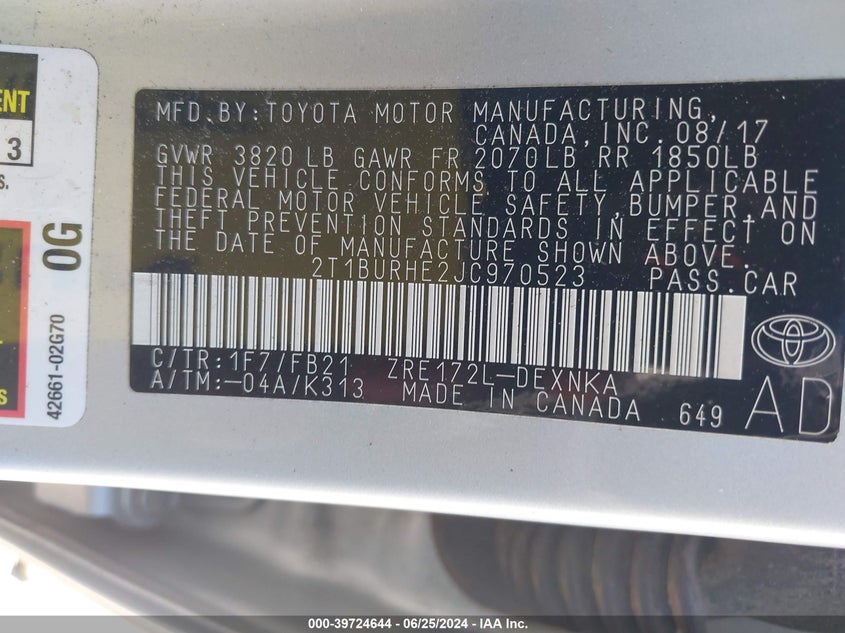 MFD.BY:TOYOTA MOTOR MANUFACTURING,
CANADA,INC.08/17
GVWR 3820LB GAWR FR 2070LB RR 1850LB
THIS VEHICLE CONFORMS TO ALL APPLICABLE
FEDERAL MOTOR VEHICLE SAFETY,BUMPER,AND
THEFT PREVENTION STANDARDS IN EFFECT ON
THE DATE OF MANUFACTURE SHOWN ABOVE.
2T1BURHE2JC970523 PASS.CAR
C/TR:1F7/FB21 ZRE172L-DEXNKA
A/TM:-04A/K313 MADE IN CANADA 649
AD
3
0G
42661-02G70
000-39724644 - 06/25/2024 - IAA Inc.